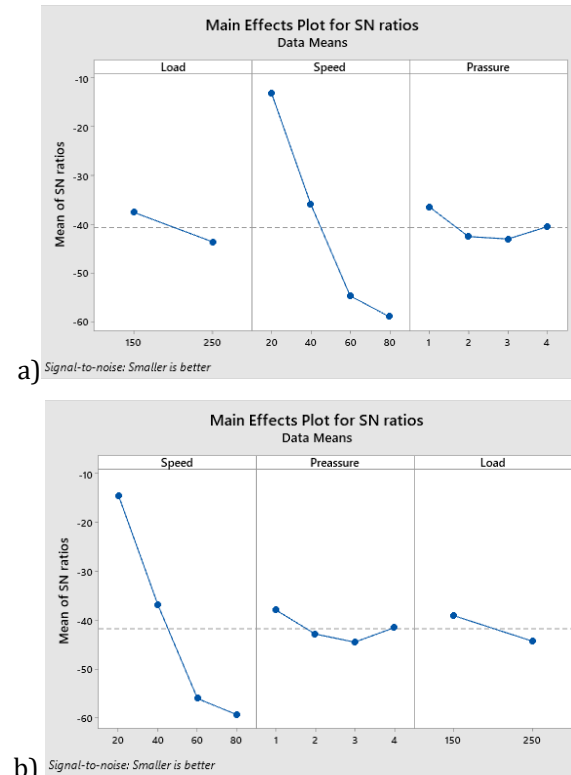 Main Effects Plot for SN ratios
Data Means
Load Speed Prassure
Mean of SN ratios
-10
-20
-30
-40
-50
-60
150 250 20 40 60 80 1 2 3 4
a) Signal-to-noise: Smaller is better
Main Effects Plot for SN ratios
Data Means
Speed Preassure Load
Mean of SN ratios
-10
-20
-30
-40
-50
-60
20 40 60 80 1 2 3 4 150 250
b) Signal-to-noise: Smaller is better